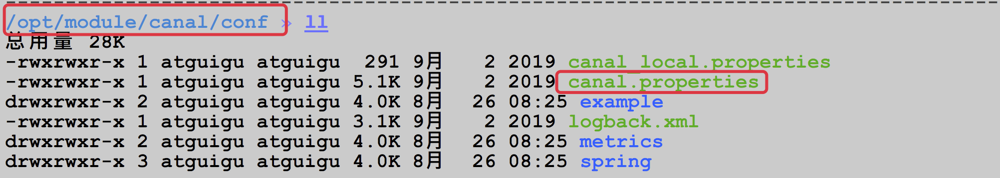 /opt/module/canal/conf » ll
总用量 28K
-rwxrwxr-x 1 atguigu atguigu  291 9月   2 2019 canal_local.properties
-rwxrwxr-x 1 atguigu atguigu 5.1K 9月   2 2019 canal.properties
drwxrwxr-x 2 atguigu atguigu 4.0K 8月  26 08:25 example
-rwxrwxr-x 1 atguigu atguigu 3.1K 9月   2 2019 logback.xml
drwxrwxr-x 2 atguigu atguigu 4.0K 8月  26 08:25 metrics
drwxrwxr-x 3 atguigu atguigu 4.0K 8月  26 08:25 spring